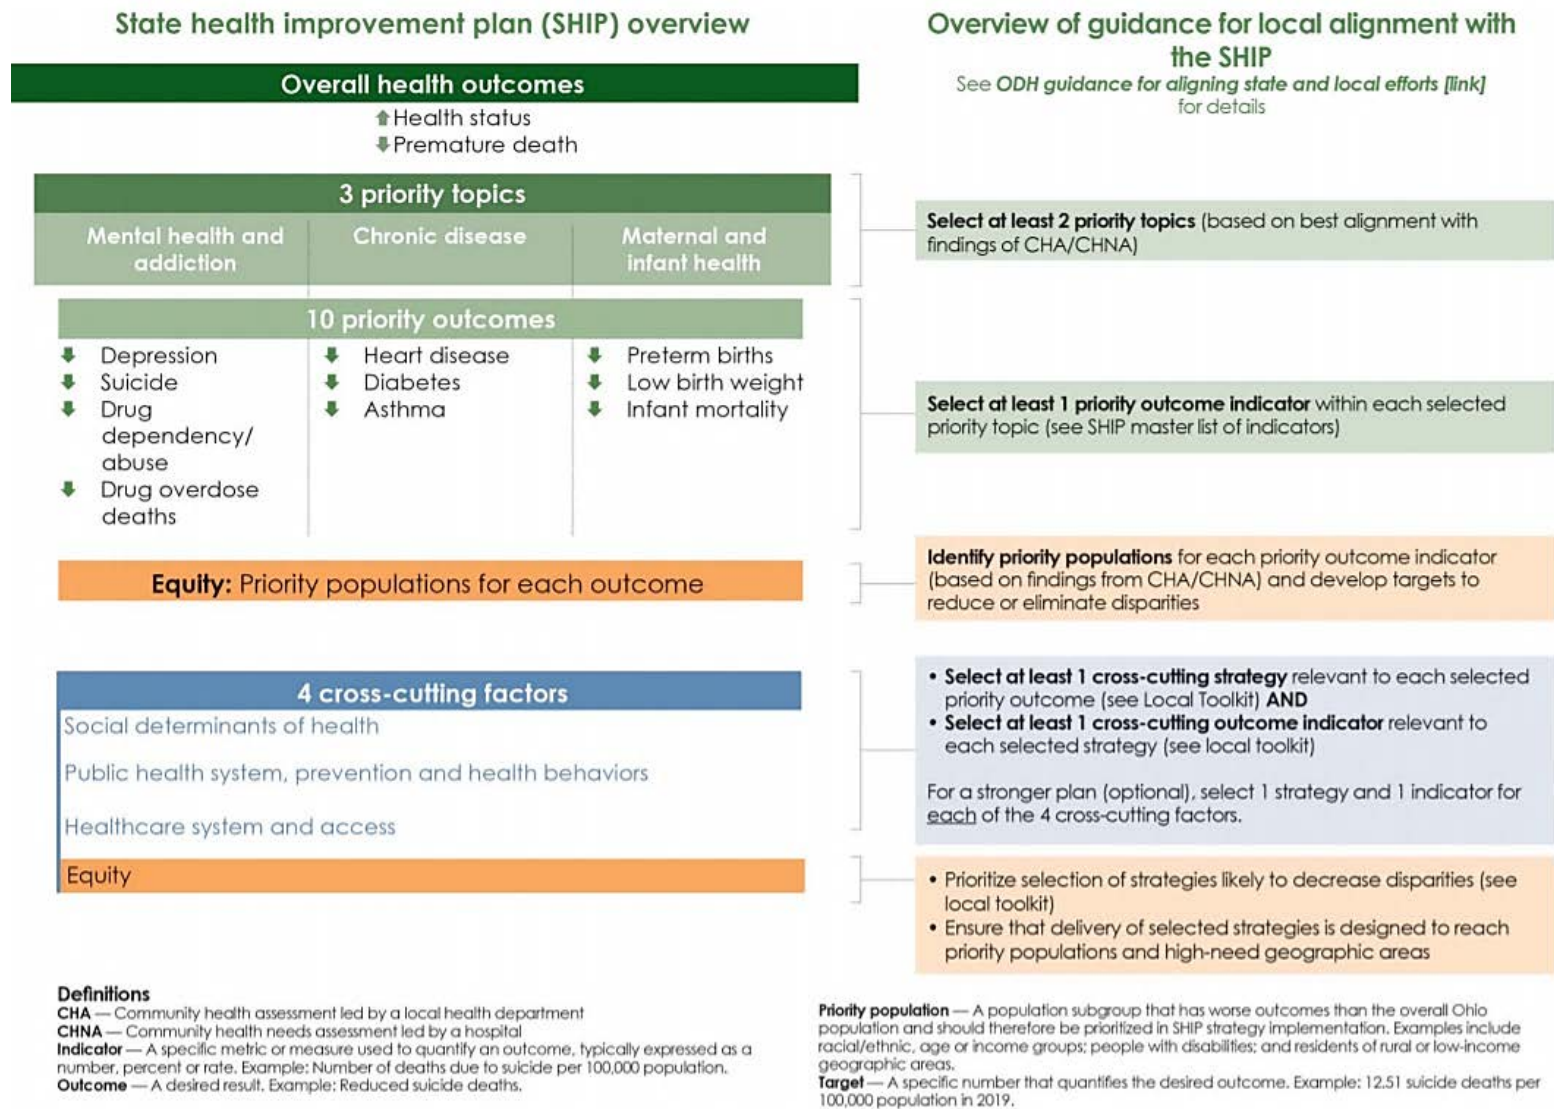 State health improvement plan (SHIP) overview
Overall health outcomes
Health status
Premature death
3 priority topics
Mental health and
addiction
Chronic disease
Maternal and
infant health
10 priority outcomes
Depression
Suicide
Drug
dependency/
abuse
Drug overdose
deaths
Heart disease
Diabetes
Asthma
Preterm births
Low birth weight
Infant mortality
Equity: Priority populations for each outcome
4 cross-cutting factors
Social determinants of health
Public health system, prevention and health behaviors
Healthcare system and access
Equity
Overview of guidance for local alignment with
the SHIP
See ODH guidance for aligning state and local efforts [link]
for details
Select at least 2 priority topics (based on best alignment with
findings of CHA/CHNA)
Select at least 1 priority outcome indicator within each selected
priority topic (see SHIP master list of indicators)
Identify priority populations for each priority outcome indicator
(based on findings from CHA/CHNA) and develop targets to
reduce or eliminate disparities
• Select at least 1 cross-cutting strategy relevant to each selected
priority outcome (see Local Toolkit) AND
• Select at least 1 cross-cutting outcome indicator relevant to
each selected strategy (see local toolkit)
For a stronger plan (optional), select 1 strategy and 1 indicator for
each of the 4 cross-cutting factors.
• Prioritize selection of strategies likely to decrease disparities (see
local toolkit)
• Ensure that delivery of selected strategies is designed to reach
priority populations and high-need geographic areas
Definitions
CHA — Community health assessment led by a local health department
CHNA — Community health needs assessment led by a hospital
Indicator — A specific metric or measure used to quantify an outcome, typically expressed as a
number, percent or rate. Example: Number of deaths due to suicide per 100,000 population.
Outcome — A desired result. Example: Reduced suicide deaths.
Priority population — A population subgroup that has worse outcomes than the overall Ohio
population and should therefore be prioritized in SHIP strategy implementation. Examples include
racial/ethnic, age or income groups; people with disabilities; and residents of rural or low-income
geographic areas.
Target — A specific number that quantifies the desired outcome. Example: 12.51 suicide deaths per
100,000 population in 2019.